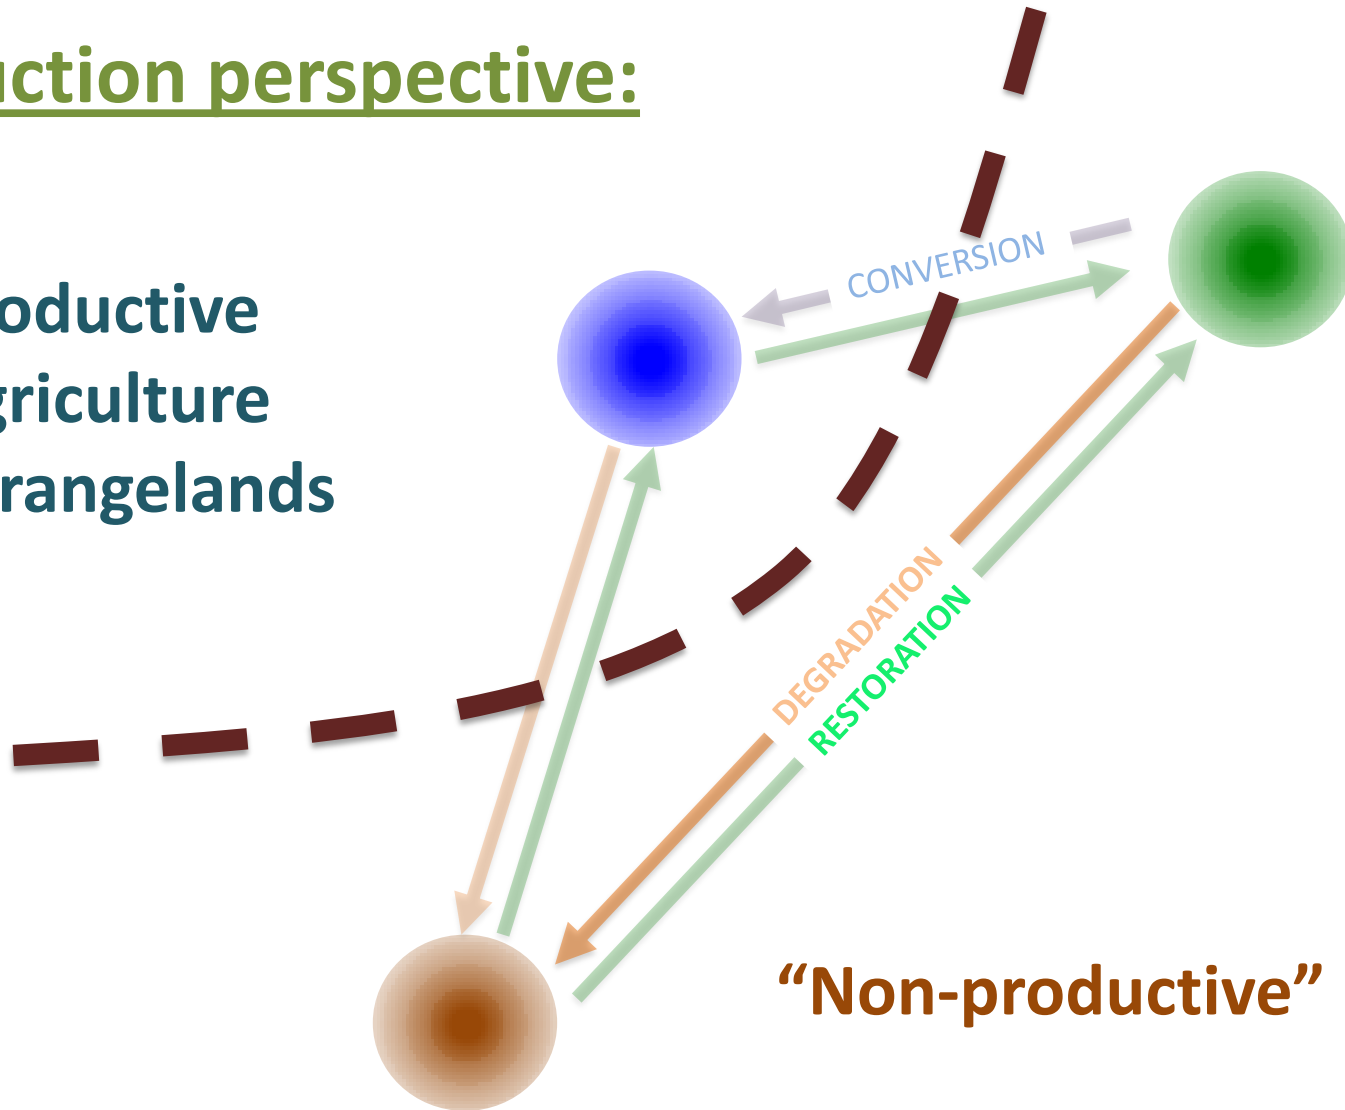 uction perspective:
CONVERSION
oductive
griculture
rangelands
DEGRADATION
RESTORATION
“Non-productive”